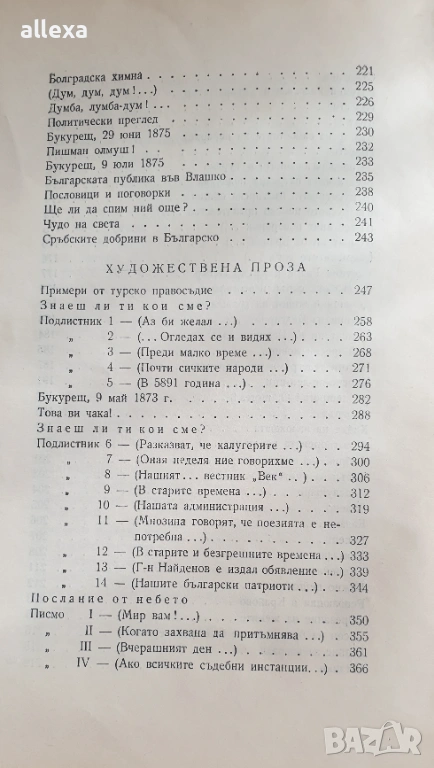 allexa
Болградска химна . . . . . . . . . . . . . 221
(Дум, дум, дум! . . .) . . . . . . . . . . . 225
Думба, лумба-дум! . . . . . . . . . . . . . 226
Политически преглед . . . . . . . . . . . . 229
Букурещ, 29 юни 1875 . . . . . . . . . . . 230
Пишман олмуш! . . . . . . . . . . . . . . 232
Букурещ, 9 юли 1875 . . . . . . . . . . . 233
Българската публика във Влашко . . . . . . . 235
Пословици и поговорки . . . . . . . . . . . 238
Ще ли да спим ний още? . . . . . . . . . . 240
Чудо на света . . . . . . . . . . . . . . . 241
Сръбските добрини в Българско . . . . . . . 243
ХУДОЖЕСТВЕНА ПРОЗА
Примери от турско правосъдие . . . . . . . . 247
Знаеш ли ти кои сме?
Подлистник 1 — (Аз би желал . . .) . . . . . . 258
„ 2 — (. . . Огледах се и видях . . .) . . . 263
„ 3 — (Преди малко време . . .) . . . . 268
„ 4 — (Почти сичките народи . . .) . . . 271
„ 5 — (В 5891 година . . .) . . . . . . 276
Букурещ, 9 май 1873 г. . . . . . . . . . . . 282
Това ви чака! . . . . . . . . . . . . . . . 288
Знаеш ли ти кои сме?
Подлистник 6 — (Разказват, че калугерите . . .) . . 294
„ 7 — (Оная неделя ние говорихме . . .) . . 300
„ 8 — (Нашият . . . вестник „Век“ . .) . . 306
„ 9 — (В старите времена . . .) . . . . 312
„ 10 — (Нашата администрация . . .) . . . 319
„ 11 — (Мнозина говорят, че поезията е не-
потребна . . .) . . . . . . . . . 327
„ 12 — (В старите и безгрешните времена . . .) 333
„ 13 — (Г-н Найденов е издал обявление . . .) 339
„ 14 — (Нашите български патриоти . . .) . . 344
Послание от небето
Писмо I — (Мир вам! . . .) . . . . . . . . . 350
„ II — (Когато захвана да притъмнява . . .) . . 355
„ III — (Вчерашният ден . . .) . . . . . . 361
„ IV — (Ако всичките съдебни инстанции. . .) . 366
BAZAR